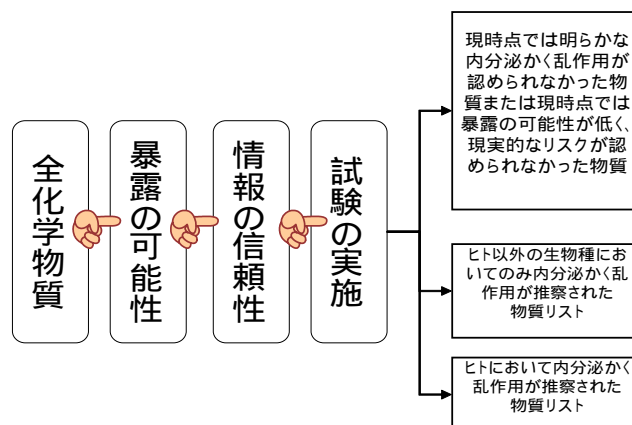 全化学物質
暴露の可能性
情報の信頼性
試験の実施
現時点では明らかな
内分泌かく乱作用が
認められなかった物
質または現時点では
暴露の可能性が低く、
現実的なリスクが認
められなかった物質
ヒト以外の生物種にお
いてのみ内分泌かく乱
作用が推察された
物質リスト
ヒトにおいて内分泌かく
乱作用が推察された
物質リスト